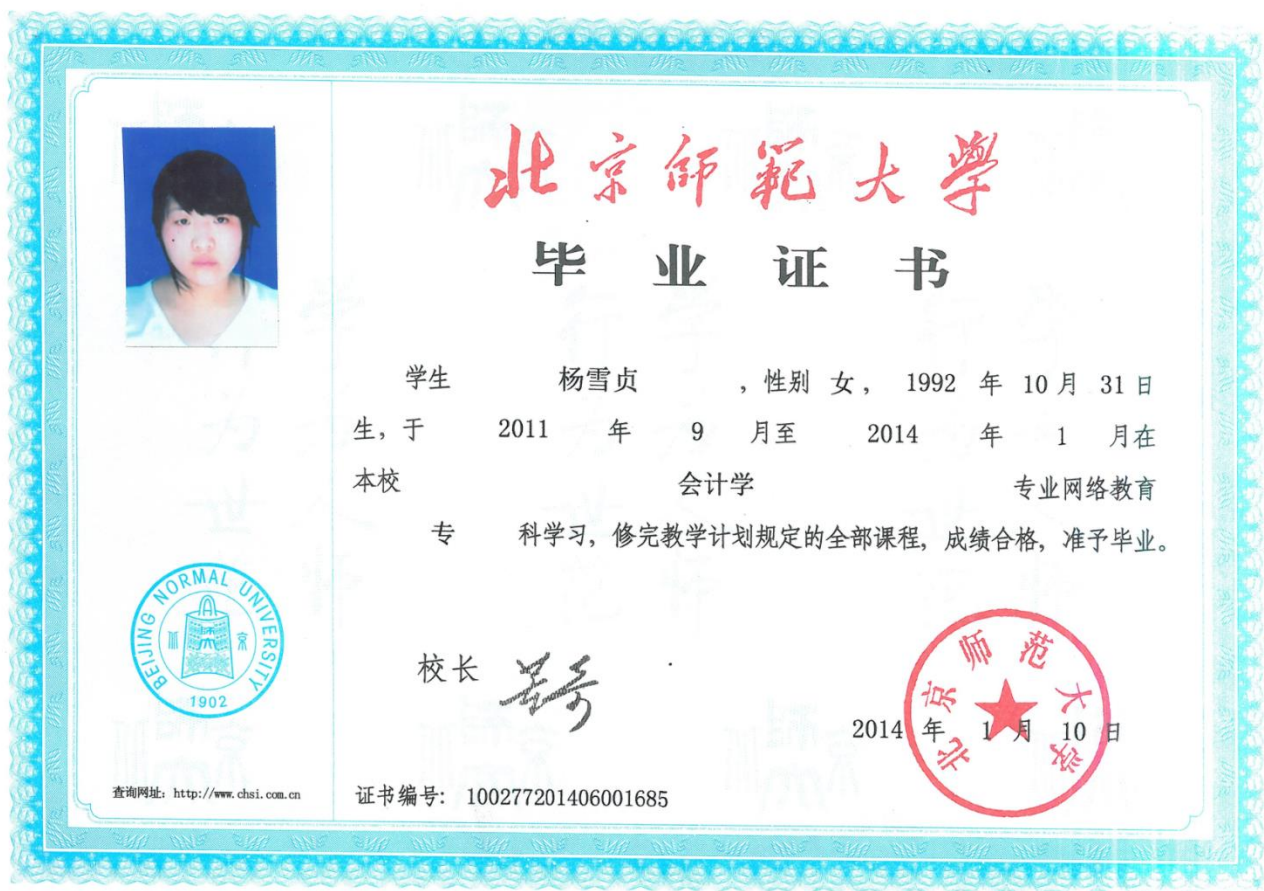 北京師範大學
毕业证书
学生 杨雪贞 ，性别 女， 1992 年 10 月 31 日
生，于 2011 年 9 月至 2014 年 1 月在
本校 会计学 专业网络教育
专 科学习，修完教学计划规定的全部课程，成绩合格，准予毕业。
BEIJING NORMAL UNIVERSITY
1902
校长
北京师范大学
2014 年 1 月 10 日
查询网址：http://www.chsi.com.cn
证书编号：100277201406001685